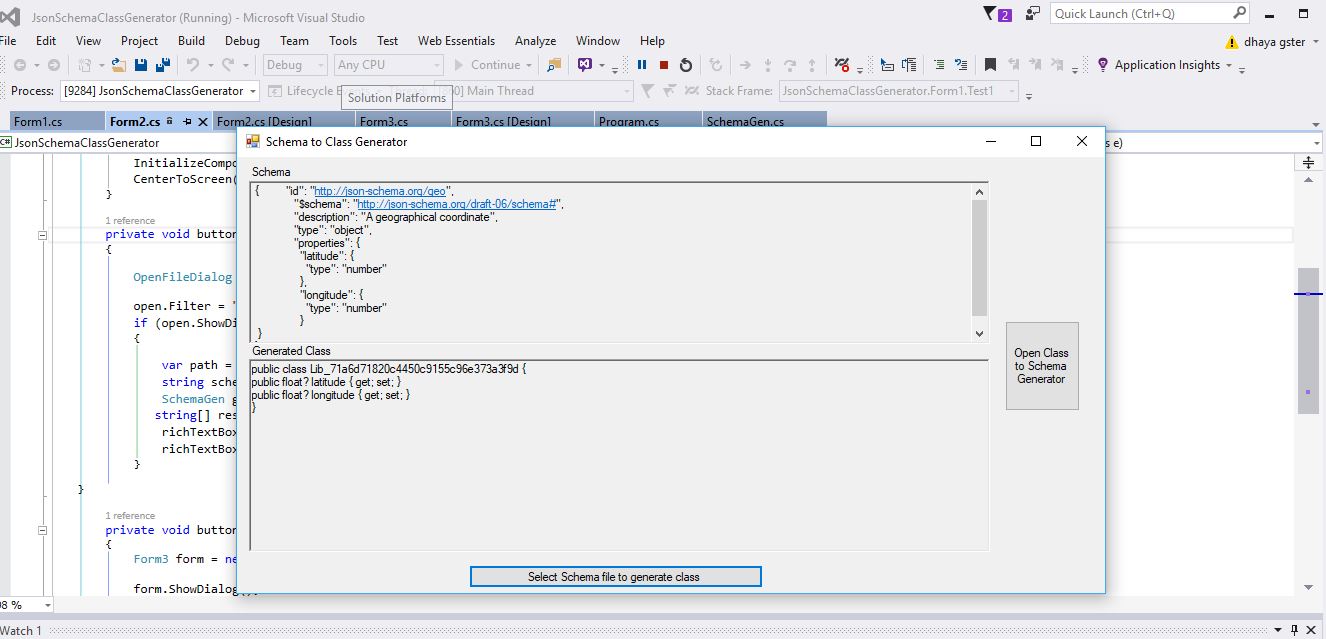 JsonSchemaClassGenerator (Running) - Microsoft Visual Studio
2
Quick Launch (Ctrl+Q)
File Edit View Project Build Debug Team Tools Test Web Essentials Analyze Window Help
dhaya gster
Debug Any CPU Continue Application Insights
Process: [9284] JsonSchemaClassGenerator Lifecycle Main Thread Stack Frame: JsonSchemaClassGenerator.Form1.Test1
Solution Platforms
Form1.cs Form2.cs Form2.cs [Design] Form3.cs Form3.cs [Design] Program.cs SchemaGen.cs
C# JsonSchemaClassGenerator
s e)
InitializeCompo
CenterToScreen(
}
1 reference
private void button
{
OpenFileDialog
open.Filter = "
if (open.ShowDi
{
var path =
string sche
SchemaGen g
string[] res
richTextBox
richTextBox
}
}
1 reference
private void button
{
Form3 form = ne
form.ShowDialog();
98 %
Watch 1
Schema to Class Generator
Schema
{ "id": "http://json-schema.org/geo",
"$schema": "http://json-schema.org/draft-06/schema#",
"description": "A geographical coordinate",
"type": "object",
"properties": {
"latitude": {
"type": "number"
},
"longitude": {
"type": "number"
}
}
Generated Class
public class Lib_71a6d71820c4450c9155c96e373a3f9d {
public float? latitude { get; set; }
public float? longitude { get; set; }
}
Open Class
to Schema
Generator
Select Schema file to generate class